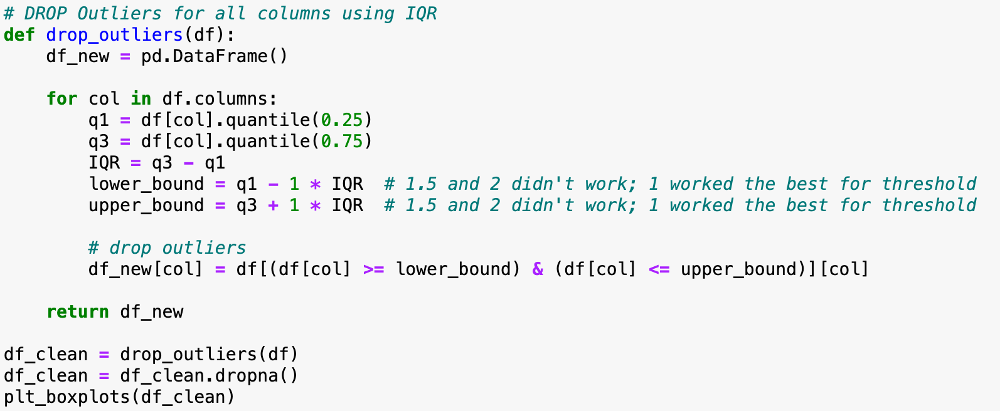 # DROP Outliers for all columns using IQR
def drop_outliers(df):
    df_new = pd.DataFrame()

    for col in df.columns:
        q1 = df[col].quantile(0.25)
        q3 = df[col].quantile(0.75)
        IQR = q3 - q1
        lower_bound = q1 - 1 * IQR  # 1.5 and 2 didn't work; 1 worked the best for threshold
        upper_bound = q3 + 1 * IQR  # 1.5 and 2 didn't work; 1 worked the best for threshold

        # drop outliers
        df_new[col] = df[(df[col] >= lower_bound) & (df[col] <= upper_bound)][col]

    return df_new

df_clean = drop_outliers(df)
df_clean = df_clean.dropna()
plt_boxplots(df_clean)